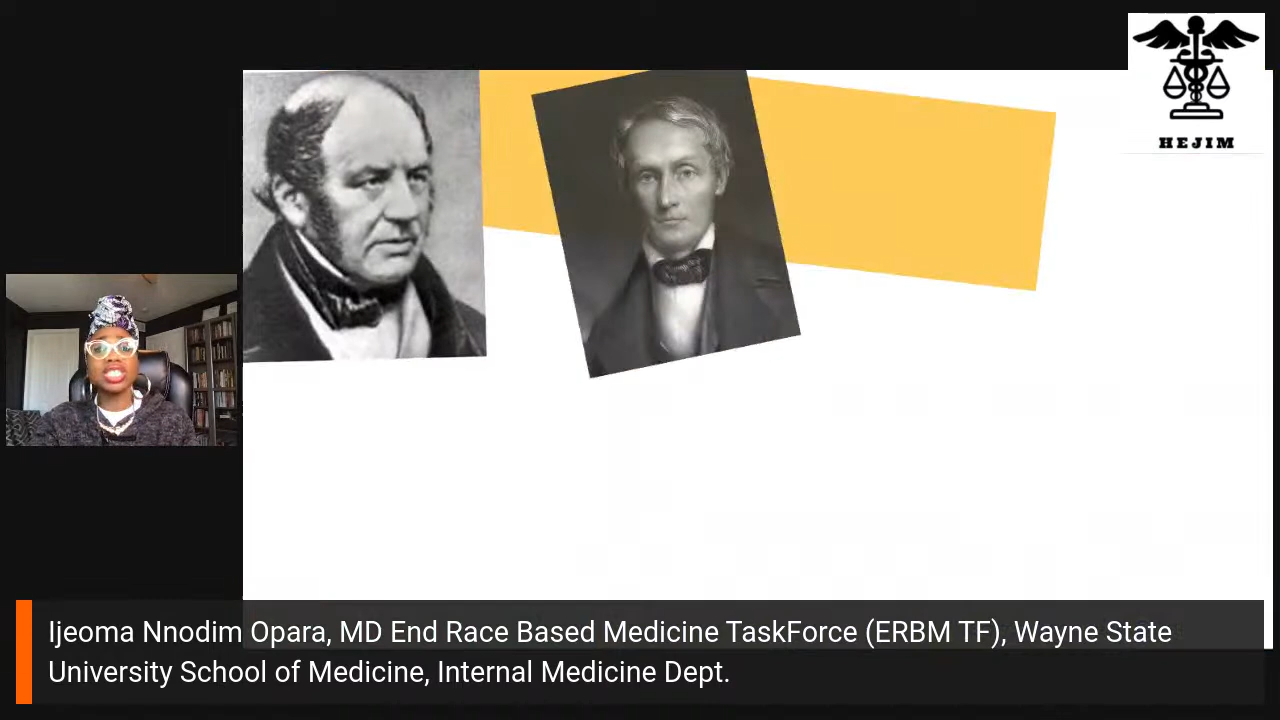 HEJIM
Ijeoma Nnodim Opara, MD End Race Based Medicine TaskForce (ERBM TF), Wayne State
University School of Medicine, Internal Medicine Dept.